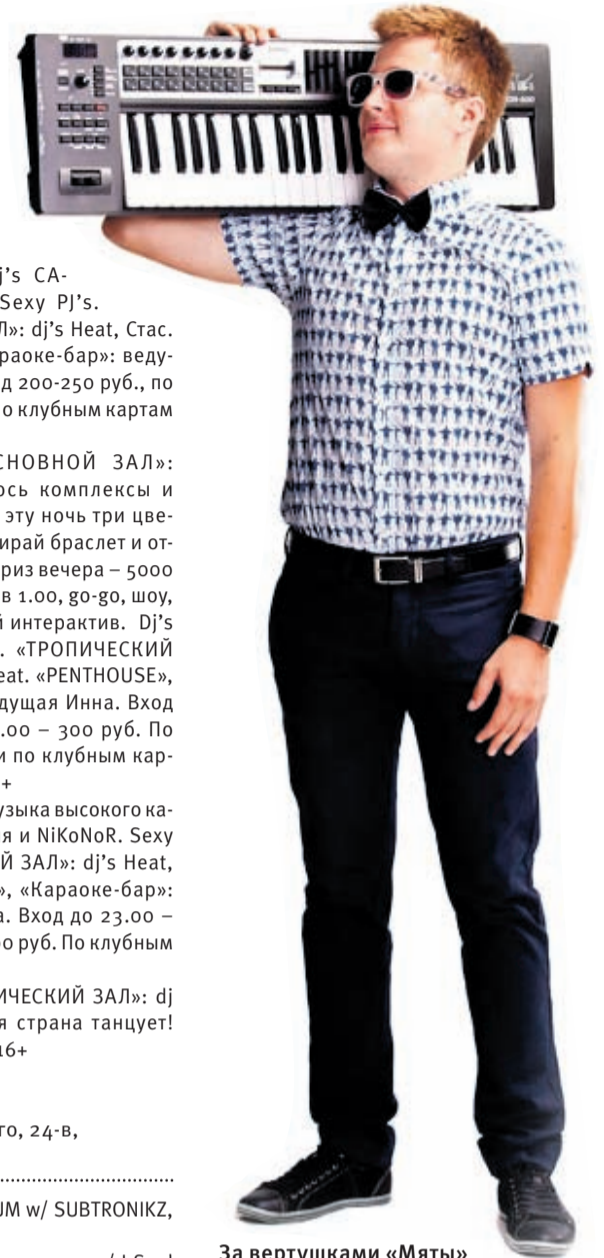 j's CA-
Sexy PJ's.
Л»: dj's Heat, Стас.
раоке-бар»: веду-
д 200-250 руб., по
о клубным картам
СНОВНОЙ ЗАЛ»:
ось комплексы и
эту ночь три цве-
ирай браслет и от-
риз вечера – 5000
в 1.00, go-go, шоу,
й интерактив. Dj's
. «ТРОПИЧЕСКИЙ
eat. «PENTHOUSE»,
дущая Инна. Вход
.00 – 300 руб. По
и по клубным кар-
+
узыка высокого ка-
я и NiKoNoR. Sexy
Й ЗАЛ»: dj's Heat,
», «Караоке-бар»:
а. Вход до 23.00 –
00 руб. По клубным
ИЧЕСКИЙ ЗАЛ»: dj
я страна танцует!
16+
го, 24-в,
UM w/ SUBTRONIKZ,
За вертушками «Мяты»